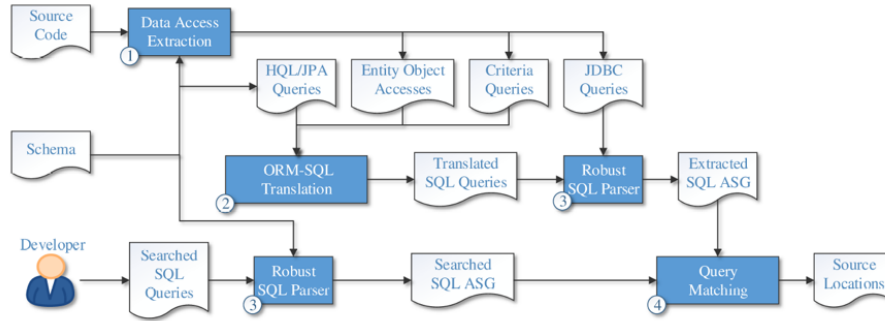 Source
Code
Data Access
Extraction
1
HQL/JPA
Queries
Entity Object
Accesses
Criteria
Queries
JDBC
Queries
Schema
ORM-SQL
Translation
2
Translated
SQL Queries
Robust
SQL Parser
3
Extracted
SQL ASG
Developer
Searched
SQL
Queries
Robust
SQL Parser
3
Searched
SQL ASG
Query
Matching
4
Source
Locations